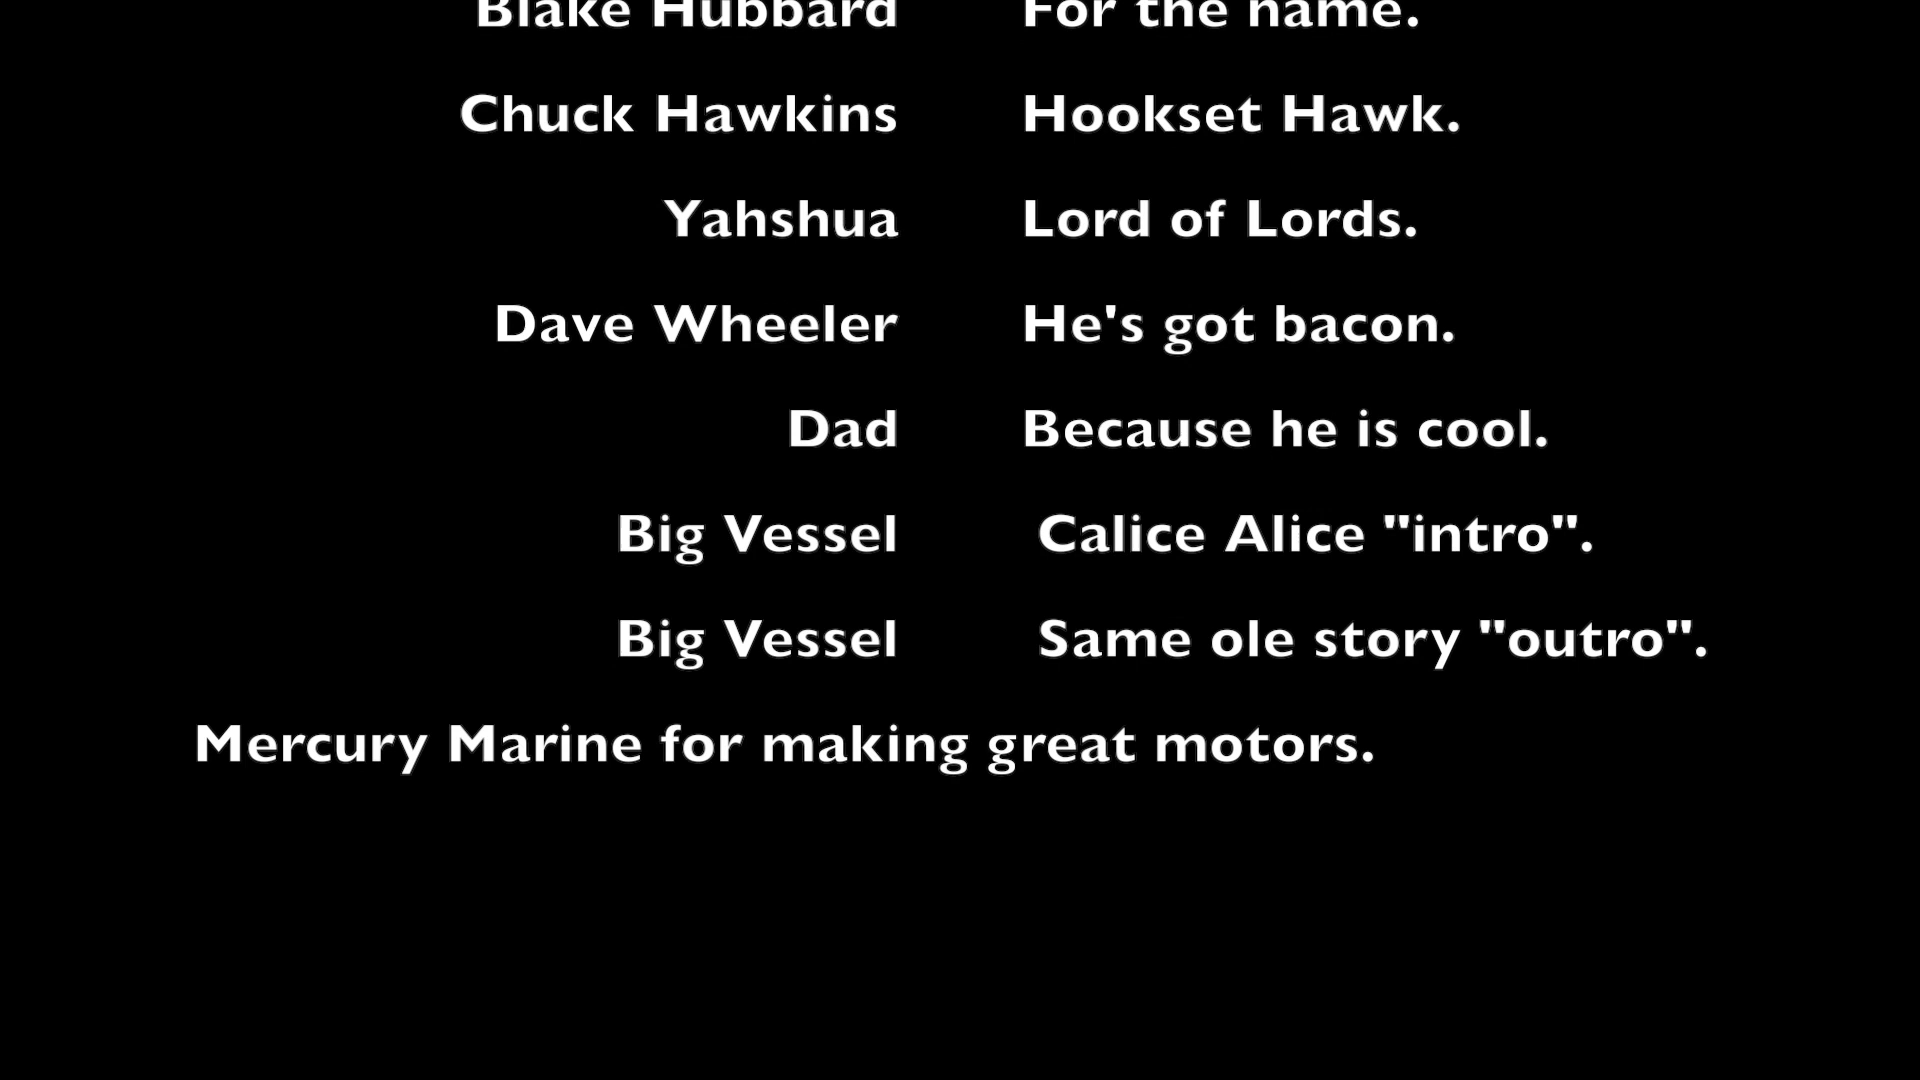 Blake Hubbard For the name.
Chuck Hawkins Hookset Hawk.
Yahshua Lord of Lords.
Dave Wheeler He's got bacon.
Dad Because he is cool.
Big Vessel Calice Alice "intro".
Big Vessel Same ole story "outro".
Mercury Marine for making great motors.